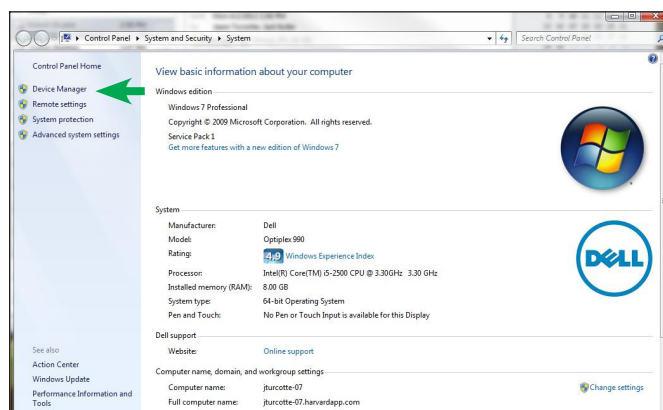 Control Panel ▸ System and Security ▸ System
Search Control Panel
Control Panel Home
Device Manager
Remote settings
System protection
Advanced system settings
See also
Action Center
Windows Update
Performance Information and
Tools
View basic information about your computer
Windows edition
Windows 7 Professional
Copyright © 2009 Microsoft Corporation. All rights reserved.
Service Pack 1
Get more features with a new edition of Windows 7
System
Manufacturer: Dell
Model: Optiplex 990
Rating: 4,9 Windows Experience Index
Processor: Intel(R) Core(TM) i5-2500 CPU @ 3.30GHz 3.30 GHz
Installed memory (RAM): 8.00 GB
System type: 64-bit Operating System
Pen and Touch: No Pen or Touch Input is available for this Display
DELL
Dell support
Website: Online support
Computer name, domain, and workgroup settings
Computer name: jturcotte-07
Change settings
Full computer name: jturcotte-07.harvardapp.com